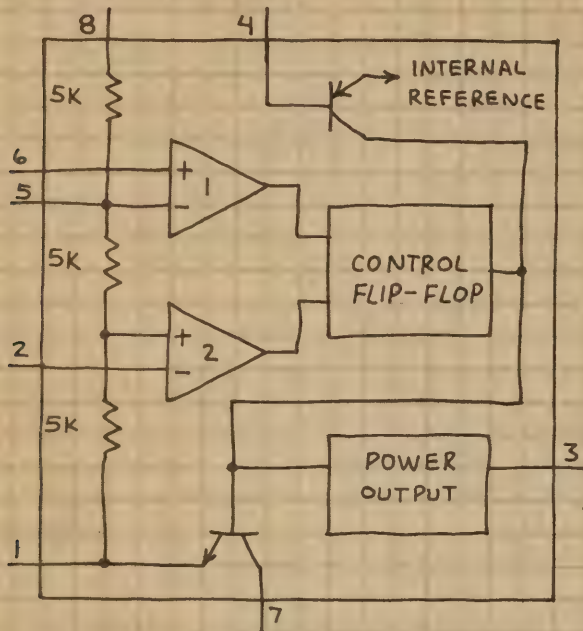 8
4
5K
INTERNAL
REFERENCE
6
+
1
5
-
CONTROL
FLIP-FLOP
5K
+
2
2
-
5K
POWER
OUTPUT
3
1
7